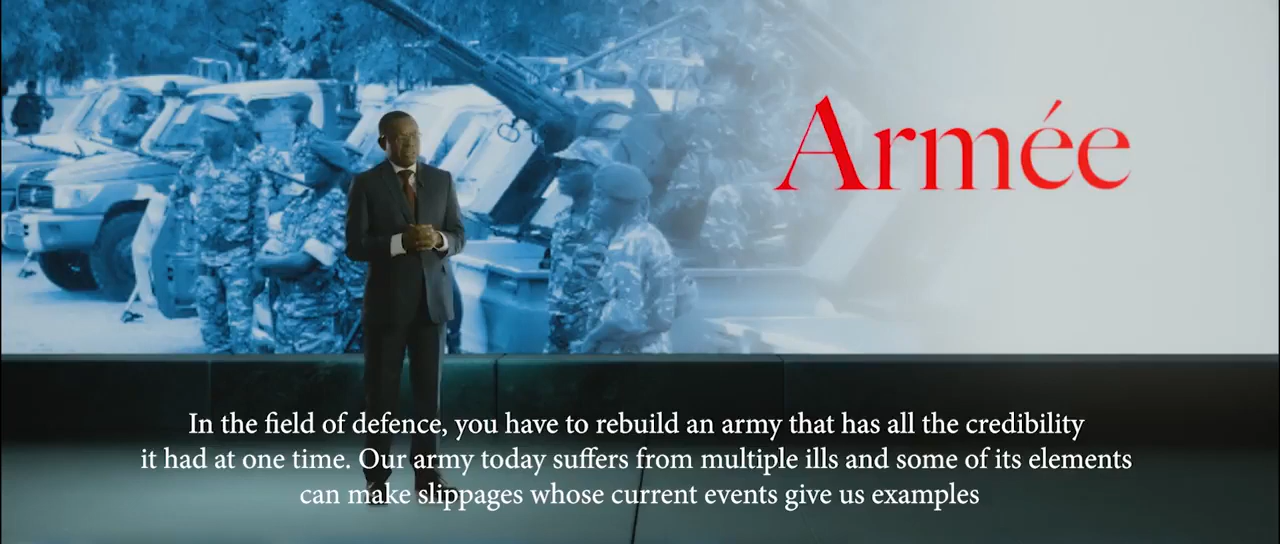 Armée
In the field of defence, you have to rebuild an army that has all the credibility
it had at one time. Our army today suffers from multiple ills and some of its elements
can make slippages whose current events give us examples